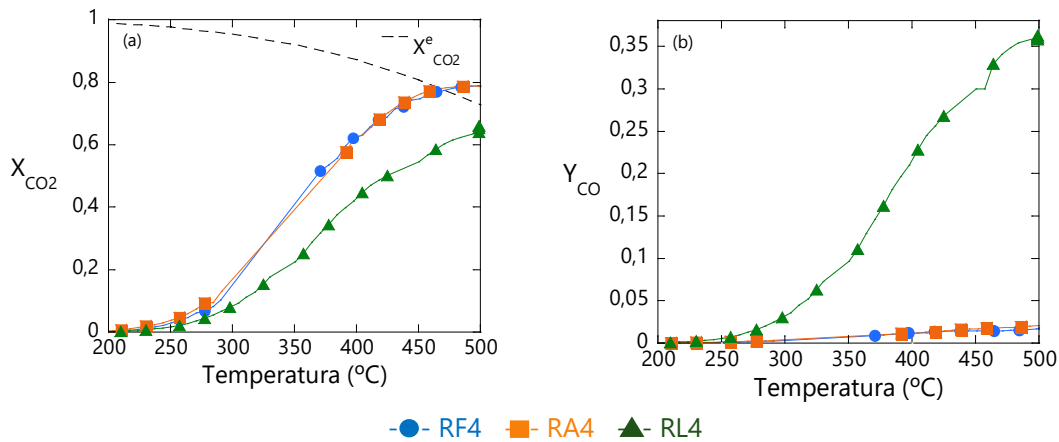 (a)
X^e_CO2
1
0,8
0,6
0,4
0,2
0
X_CO2
200 250 300 350 400 450 500
Temperatura (ºC)
(b)
0,35
0,3
0,25
0,2
0,15
0,1
0,05
0
Y_CO
200 250 300 350 400 450 500
Temperatura (ºC)
RF4 RA4 RL4